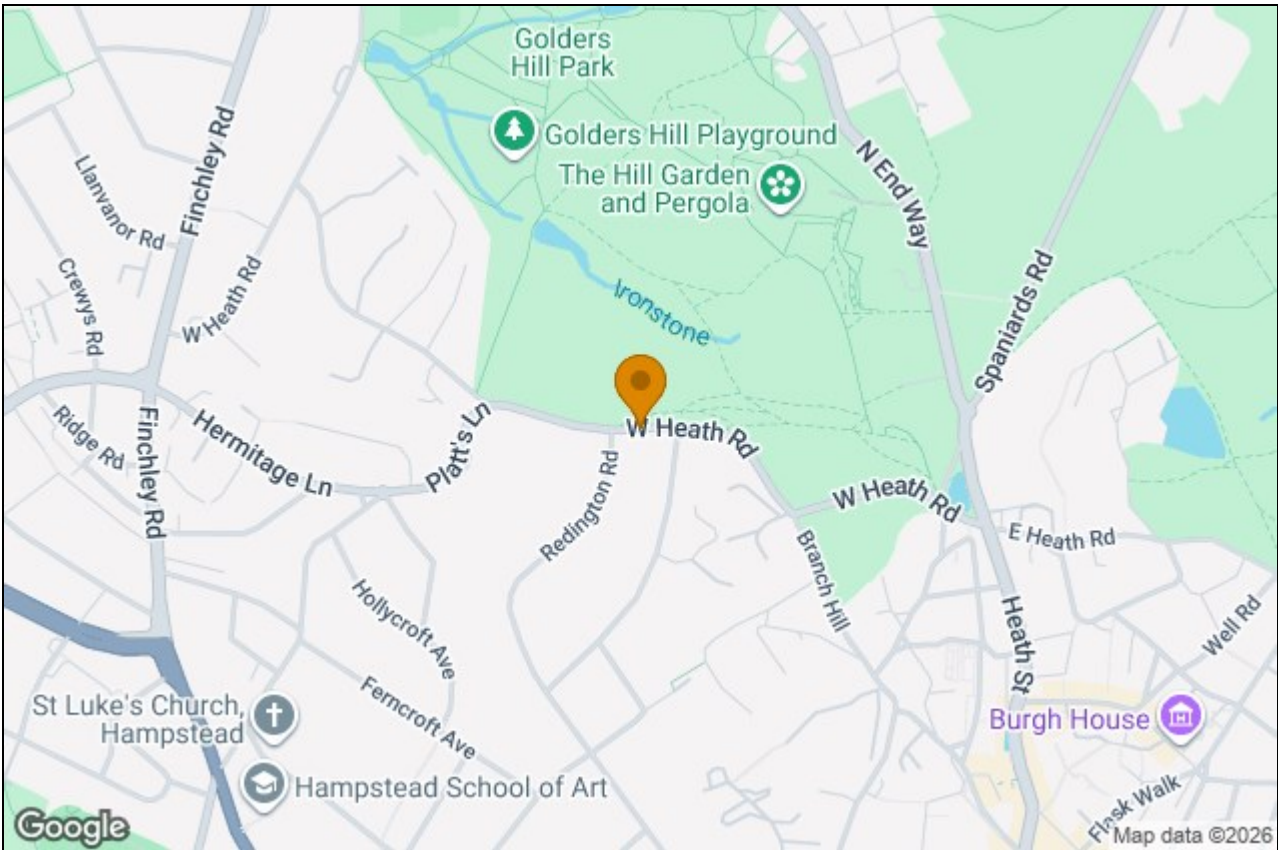 Golders
Hill Park
Golders Hill Playground
The Hill Garden
and Pergola
N End Way
Finchley Rd
Llanvanor Rd
Crewys Rd
W Heath Rd
Ironstone
Spaniards Rd
Ridge Rd
Finchley Rd
Hermitage Ln
Platt's Ln
W Heath Rd
Redington Rd
W Heath Rd
E Heath Rd
Branch Hill
Hollycroft Ave
Heath St
Well Rd
Ferncroft Ave
St Luke's Church,
Hampstead
Burgh House
Hampstead School of Art
Flask Walk
Google
Map data ©2026